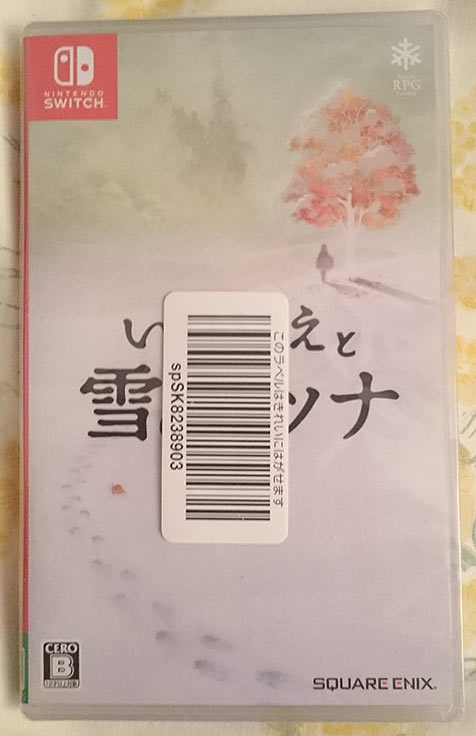 NINTENDO
SWITCH
RPG
い えと
雪 ツナ
このラベルはきれいにはがせます
spSK8238903
CERO
B
SQUARE ENIX.